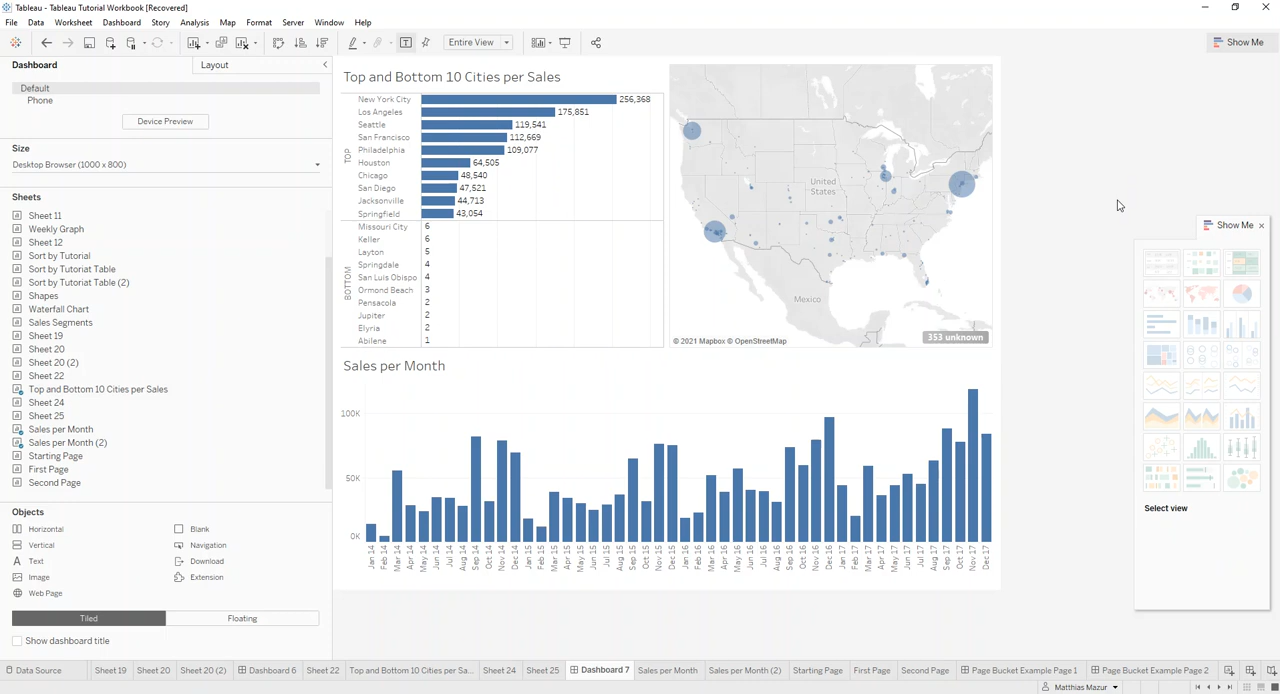 Tableau - Tableau Tutorial Workbook [Recovered]
File Data Worksheet Dashboard Story Analysis Map Format Server Window Help
Entire View
Show Me
Dashboard
Layout
Default
Phone
Device Preview
Size
Desktop Browser (1000 x 800)
Sheets
Sheet 11
Weekly Graph
Sheet 12
Sort by Tutorial
Sort by Tutoriat Table
Sort by Tutoriat Table (2)
Shapes
Waterfall Chart
Sales Segments
Sheet 19
Sheet 20
Sheet 20 (2)
Sheet 22
Top and Bottom 10 Cities per Sales
Sheet 24
Sheet 25
Sales per Month
Sales per Month (2)
Starting Page
First Page
Second Page
Objects
Horizontal
Blank
Vertical
Navigation
Text
Download
Image
Extension
Web Page
Tiled
Floating
Show dashboard title
Top and Bottom 10 Cities per Sales
TOP
New York City 256,368
Los Angeles 175,851
Seattle 119,541
San Francisco 112,669
Philadelphia 109,077
Houston 64,505
Chicago 48,540
San Diego 47,521
Jacksonville 44,713
Springfield 43,054
BOTTOM
Missouri City 6
Keller 6
Layton 5
Springdale 4
San Luis Obispo 4
Ormond Beach 3
Pensacola 2
Jupiter 2
Elyria 2
Abilene 1
United
States
Mexico
© 2021 Mapbox © OpenStreetMap
353 unknown
Sales per Month
100K
50K
0K
Jan 14 Feb 14 Mar 14 Apr 14 May 14 Jun 14 Jul 14 Aug 14 Sep 14 Oct 14 Nov 14 Dec 14 Jan 15 Feb 15 Mar 15 Apr 15 May 15 Jun 15 Jul 15 Aug 15 Sep 15 Oct 15 Nov 15 Dec 15 Jan 16 Feb 16 Mar 16 Apr 16 May 16 Jun 16 Jul 16 Aug 16 Sep 16 Oct 16 Nov 16 Dec 16 Jan 17 Feb 17 Mar 17 Apr 17 May 17 Jun 17 Jul 17 Aug 17 Sep 17 Oct 17 Nov 17 Dec 17
Show Me
Select view
Data Source Sheet 19 Sheet 20 Sheet 20 (2) Dashboard 6 Sheet 22 Top and Bottom 10 Cities per Sa... Sheet 24 Sheet 25 Dashboard 7 Sales per Month Sales per Month (2) Starting Page First Page Second Page Page Bucket Example Page 1 Page Bucket Example Page 2
Matthias Mazur